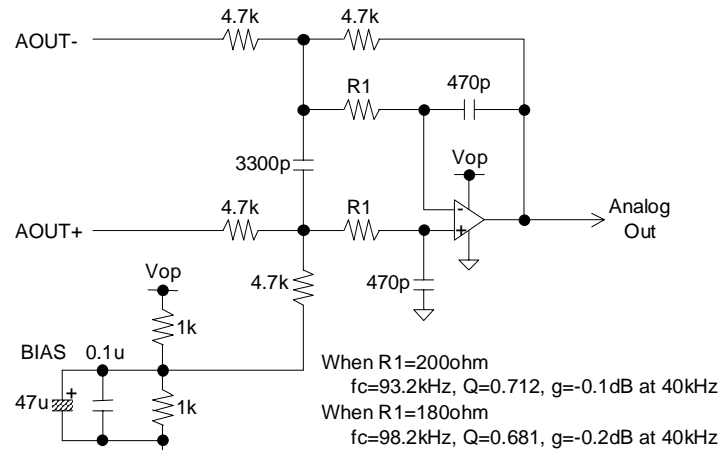 4.7k 4.7k
AOUT-
R1 470p
3300p
Vop
4.7k R1
AOUT+
-
+
Analog
Out
Vop
4.7k 470p
1k
BIAS 0.1u
+
47u
1k
When R1=200ohm
fc=93.2kHz, Q=0.712, g=-0.1dB at 40kHz
When R1=180ohm
fc=98.2kHz, Q=0.681, g=-0.2dB at 40kHz